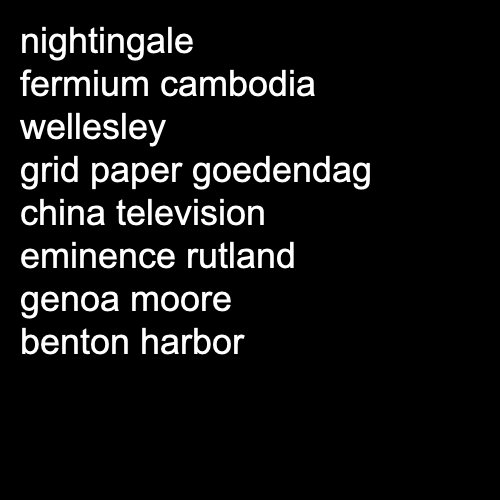 nightingale
fermium cambodia
wellesley
grid paper goedendag
china television
eminence rutland
genoa moore
benton harbor